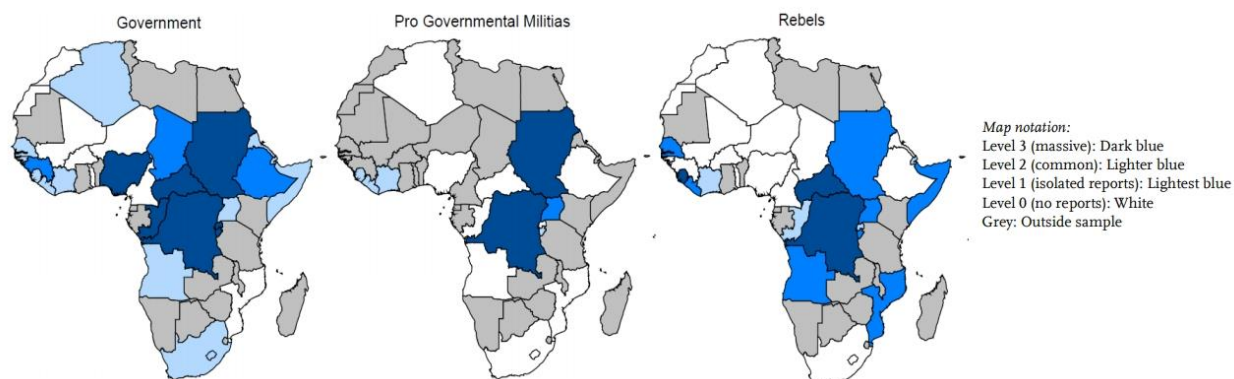 Government
Pro Governmental Militias
Rebels
Map notation:
Level 3 (massive): Dark blue
Level 2 (common): Lighter blue
Level 1 (isolated reports): Lightest blue
Level 0 (no reports): White
Grey: Outside sample